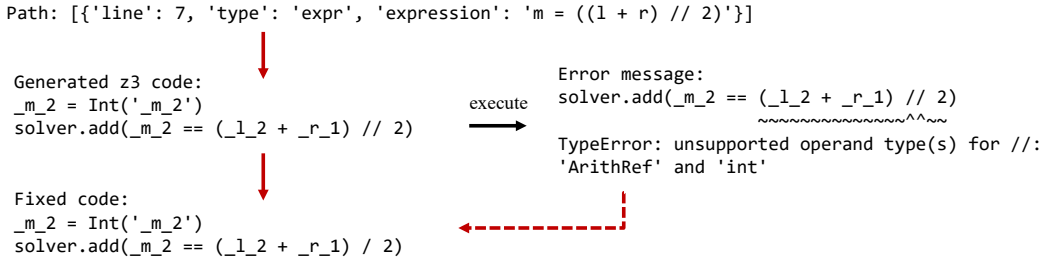 Path: [{'line': 7, 'type': 'expr', 'expression': 'm = ((l + r) // 2)'}]
Generated z3 code:
_m_2 = Int('_m_2')
solver.add(_m_2 == (_l_2 + _r_1) // 2)
execute
Error message:
solver.add(_m_2 == (_l_2 + _r_1) // 2)
~~~~~~~~~~~~~~^^~~
TypeError: unsupported operand type(s) for //:
'ArithRef' and 'int'
Fixed code:
_m_2 = Int('_m_2')
solver.add(_m_2 == (_l_2 + _r_1) / 2)